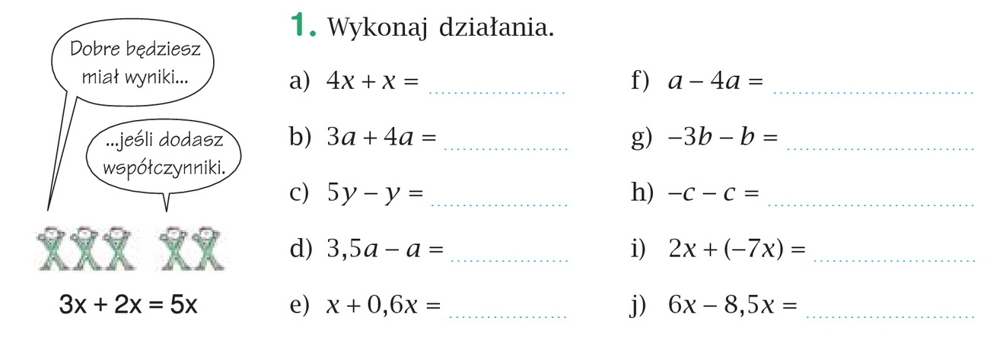 Dobre będziesz
miał wyniki...
...jeśli dodasz
współczynniki.
3x + 2x = 5x
1. Wykonaj działania.
a) 4x + x =
b) 3a + 4a =
c) 5y – y =
d) 3,5a – a =
e) x + 0,6x =
f) a – 4a =
g) –3b – b =
h) –c – c =
i) 2x + (–7x) =
j) 6x – 8,5x =